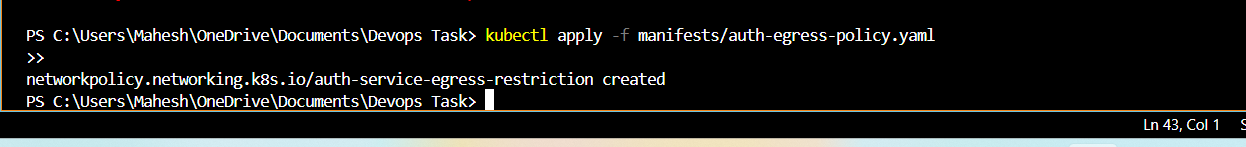 PS C:\Users\Mahesh\OneDrive\Documents\Devops Task> kubectl apply -f manifests/auth-egress-policy.yaml
>>
networkpolicy.networking.k8s.io/auth-service-egress-restriction created
PS C:\Users\Mahesh\OneDrive\Documents\Devops Task>
Ln 43, Col 1